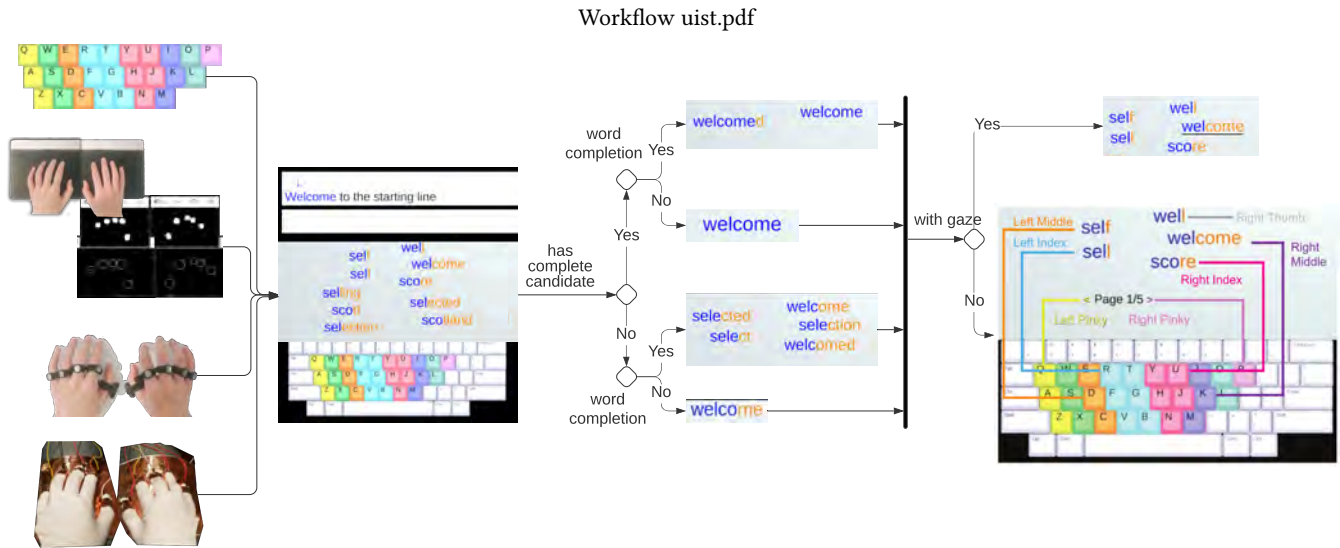 Workflow uist.pdf
Q W E R T Y U I O P
A S D F G H J K L
Z X C V B N M
Welcome to the starting line
self
well
sell
welcome
score
selling
selected
scott
scotland
selection
Q W E R T Y U I O P
A S D F G H J K L
Z X C V B N M
has
complete
candidate
Yes
No
word
completion
Yes
No
word
completion
Yes
No
welcomed
welcome
welcome
selected
welcome
select
selection
welcomed
welcome
with gaze
Yes
No
self
well
sell
welcome
score
Left Middle
self
well
Right Thumb
Left Index
sell
welcome
Right
Middle
score
Right Index
< Page 1/5 >
Left Pinky
Right Pinky
Q W E R T Y U I O P
A S D F G H J K L
Z X C V B N M